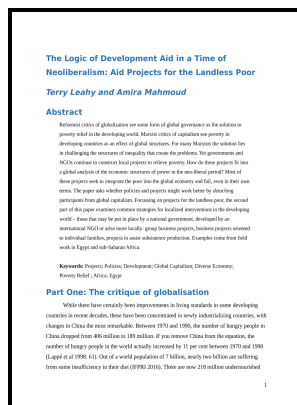 The Logic of Development Aid in a Time of
Neoliberalism: Aid Projects for the Landless Poor
Terry Leahy and Amira Mahmoud
Abstract
Reformist critics of globalization see some form of global governance as the solution to
poverty relief in the developing world. Marxist critics of capitalism see poverty in
developing countries as an effect of global structures. For many Marxists the solution lies
in challenging the structures of inequality that create the problems. Yet governments and
NGOs continue to construct local projects to relieve poverty. How do these projects fit into
a global analysis of the economic structures of power in the neo-liberal period? Most of
these projects seek to integrate the poor into the global economy and fail, even in their own
terms. The paper asks whether policies and projects might work better by detaching
participants from global capitalism. Focussing on projects for the landless poor, the second
part of this paper examines common strategies for localized interventions in the developing
world – those that may be put in place by a national government, developed by an
international NGO or arise more locally: group business projects, business projects oriented
to individual families, projects to assist subsistence production. Examples come from field
work in Egypt and sub-Saharan Africa.
Keywords: Projects; Policies; Development; Global Capitalism; Diverse Economy;
Poverty Relief ; Africa; Egypt
Part One: The critique of globalisation
While there have certainly been improvements in living standards in some developing
countries in recent decades, these have been concentrated in newly industrializing countries, with
changes in China the most remarkable. Between 1970 and 1990, the number of hungry people in
China dropped from 406 million to 189 million. If you remove China from the equation, the
number of hungry people in the world actually increased by 11 per cent between 1970 and 1990
(Lappé et al 1998: 61). Out of a world population of 7 billion, nearly two billion are suffering
from some insufficiency in their diet (IFPRI 2016). There are now 218 million undernourished
1